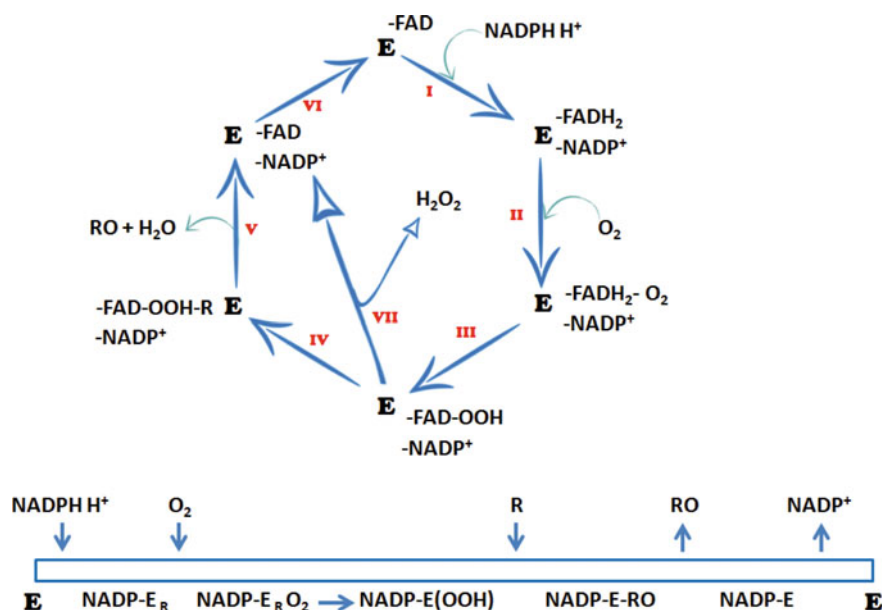 -FAD
E
NADPH H⁺
I
VI
E -FAD
-NADP⁺
E -FADH₂
-NADP⁺
H₂O₂
II
O₂
RO + H₂O
V
-FAD-OOH-R E
-NADP⁺
E -FADH₂- O₂
-NADP⁺
IV
VII
III
E -FAD-OOH
-NADP⁺
NADPH H⁺ O₂ R RO NADP⁺
E NADP-E_R NADP-E_R O₂ NADP-E(OOH) NADP-E-RO NADP-E E